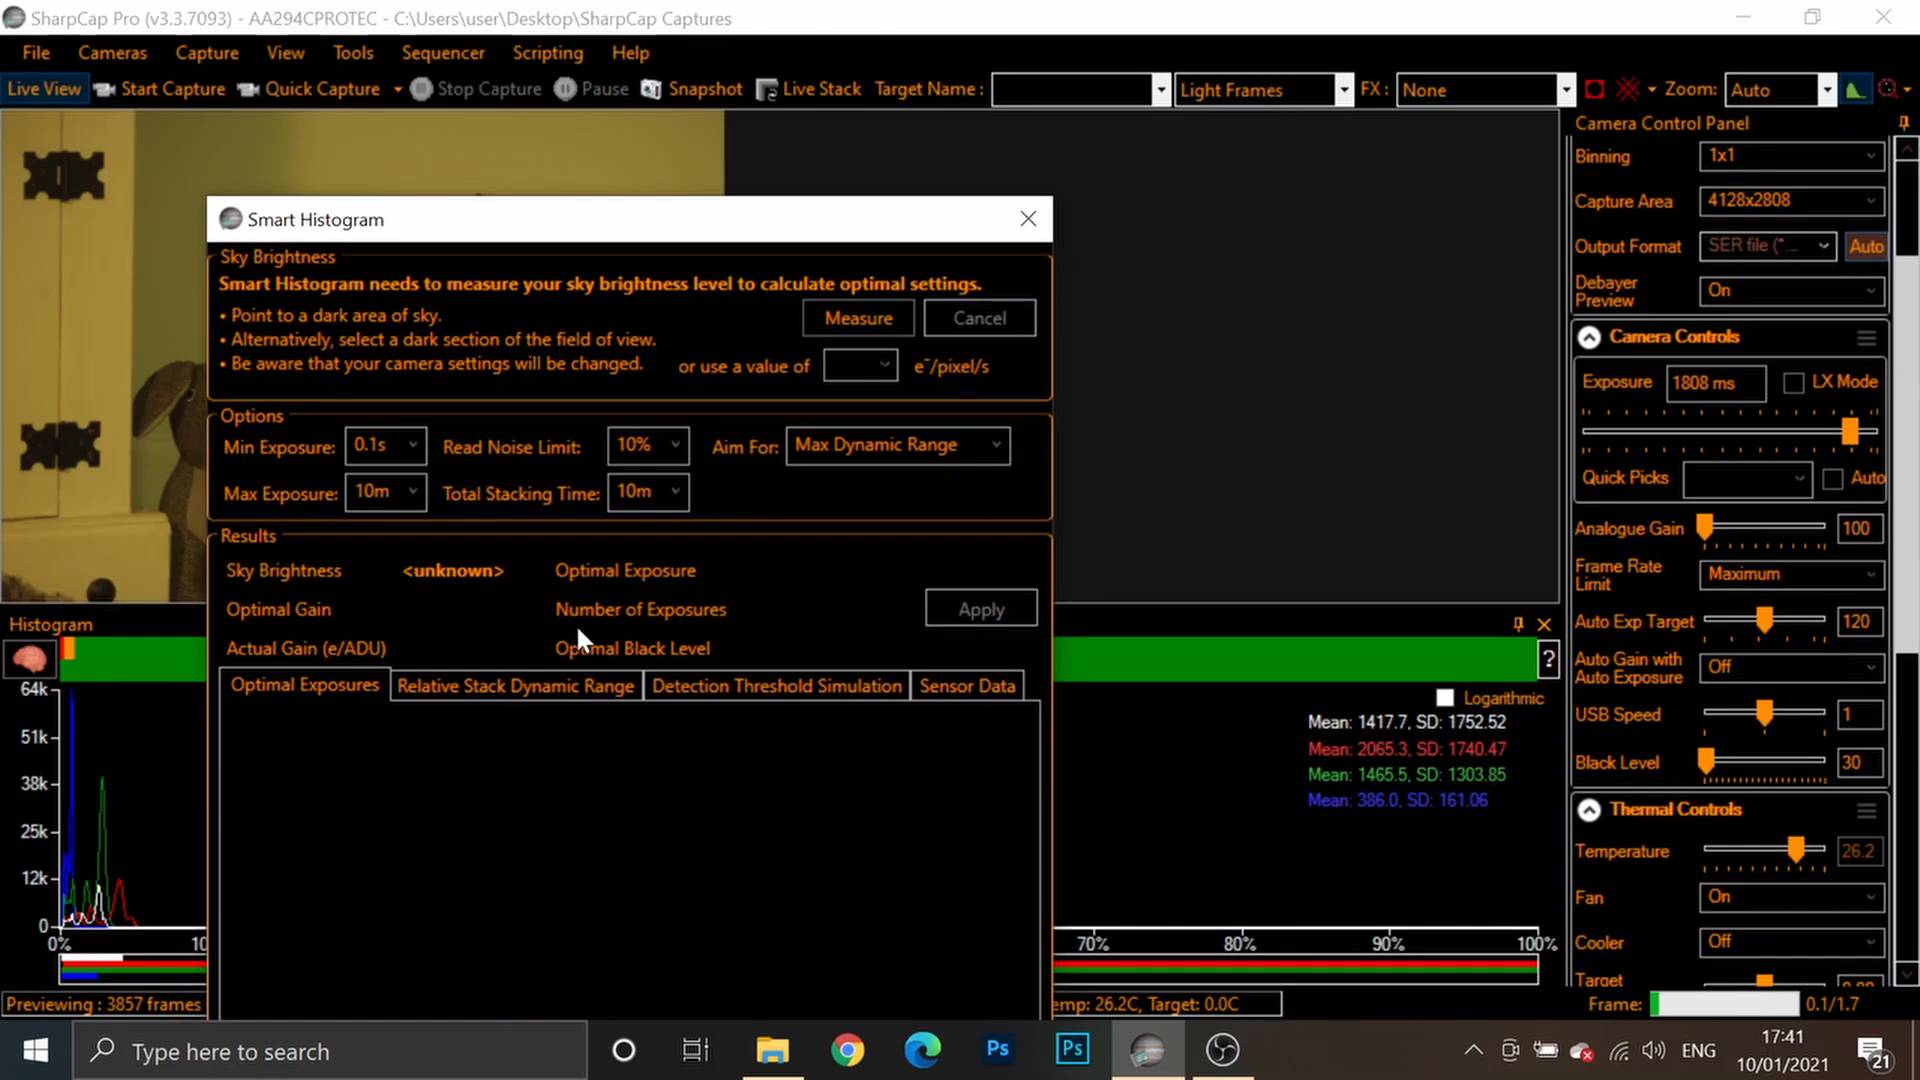 SharpCap Pro (v3.3.7093) - AA294CPROTEC - C:\Users\user\Desktop\SharpCap Captures
File Cameras Capture View Tools Sequencer Scripting Help
Live View Start Capture Quick Capture Stop Capture Pause Snapshot Live Stack Target Name : Light Frames FX : None Zoom: Auto
Camera Control Panel
Binning 1x1
Capture Area 4128x2808
Output Format SER file (*.... Auto
Debayer
Preview On
Camera Controls
Exposure 1808 ms LX Mode
Quick Picks Auto
Analogue Gain 100
Frame Rate
Limit Maximum
Auto Exp Target 120
Auto Gain with
Auto Exposure Off
USB Speed 1
Black Level 30
Thermal Controls
Temperature 26.2
Fan On
Cooler Off
Target
Smart Histogram
Sky Brightness
Smart Histogram needs to measure your sky brightness level to calculate optimal settings.
• Point to a dark area of sky.
• Alternatively, select a dark section of the field of view.
• Be aware that your camera settings will be changed.
Measure Cancel
or use a value of e⁻/pixel/s
Options
Min Exposure: 0.1s Read Noise Limit: 10% Aim For: Max Dynamic Range
Max Exposure: 10m Total Stacking Time: 10m
Results
Sky Brightness <unknown> Optimal Exposure
Optimal Gain Number of Exposures Apply
Actual Gain (e/ADU) Optimal Black Level
Optimal Exposures Relative Stack Dynamic Range Detection Threshold Simulation Sensor Data
Histogram
?
Logarithmic
Mean: 1417.7, SD: 1752.52
Mean: 2065.3, SD: 1740.47
Mean: 1465.5, SD: 1303.85
Mean: 386.0, SD: 161.06
64k
51k
38k
25k
12k
0
0% 10 70% 80% 90% 100%
Previewing : 3857 frames emp: 26.2C, Target: 0.0C Frame: 0.1/1.7
Type here to search
Ps Ps
ENG
17:41
10/01/2021
21